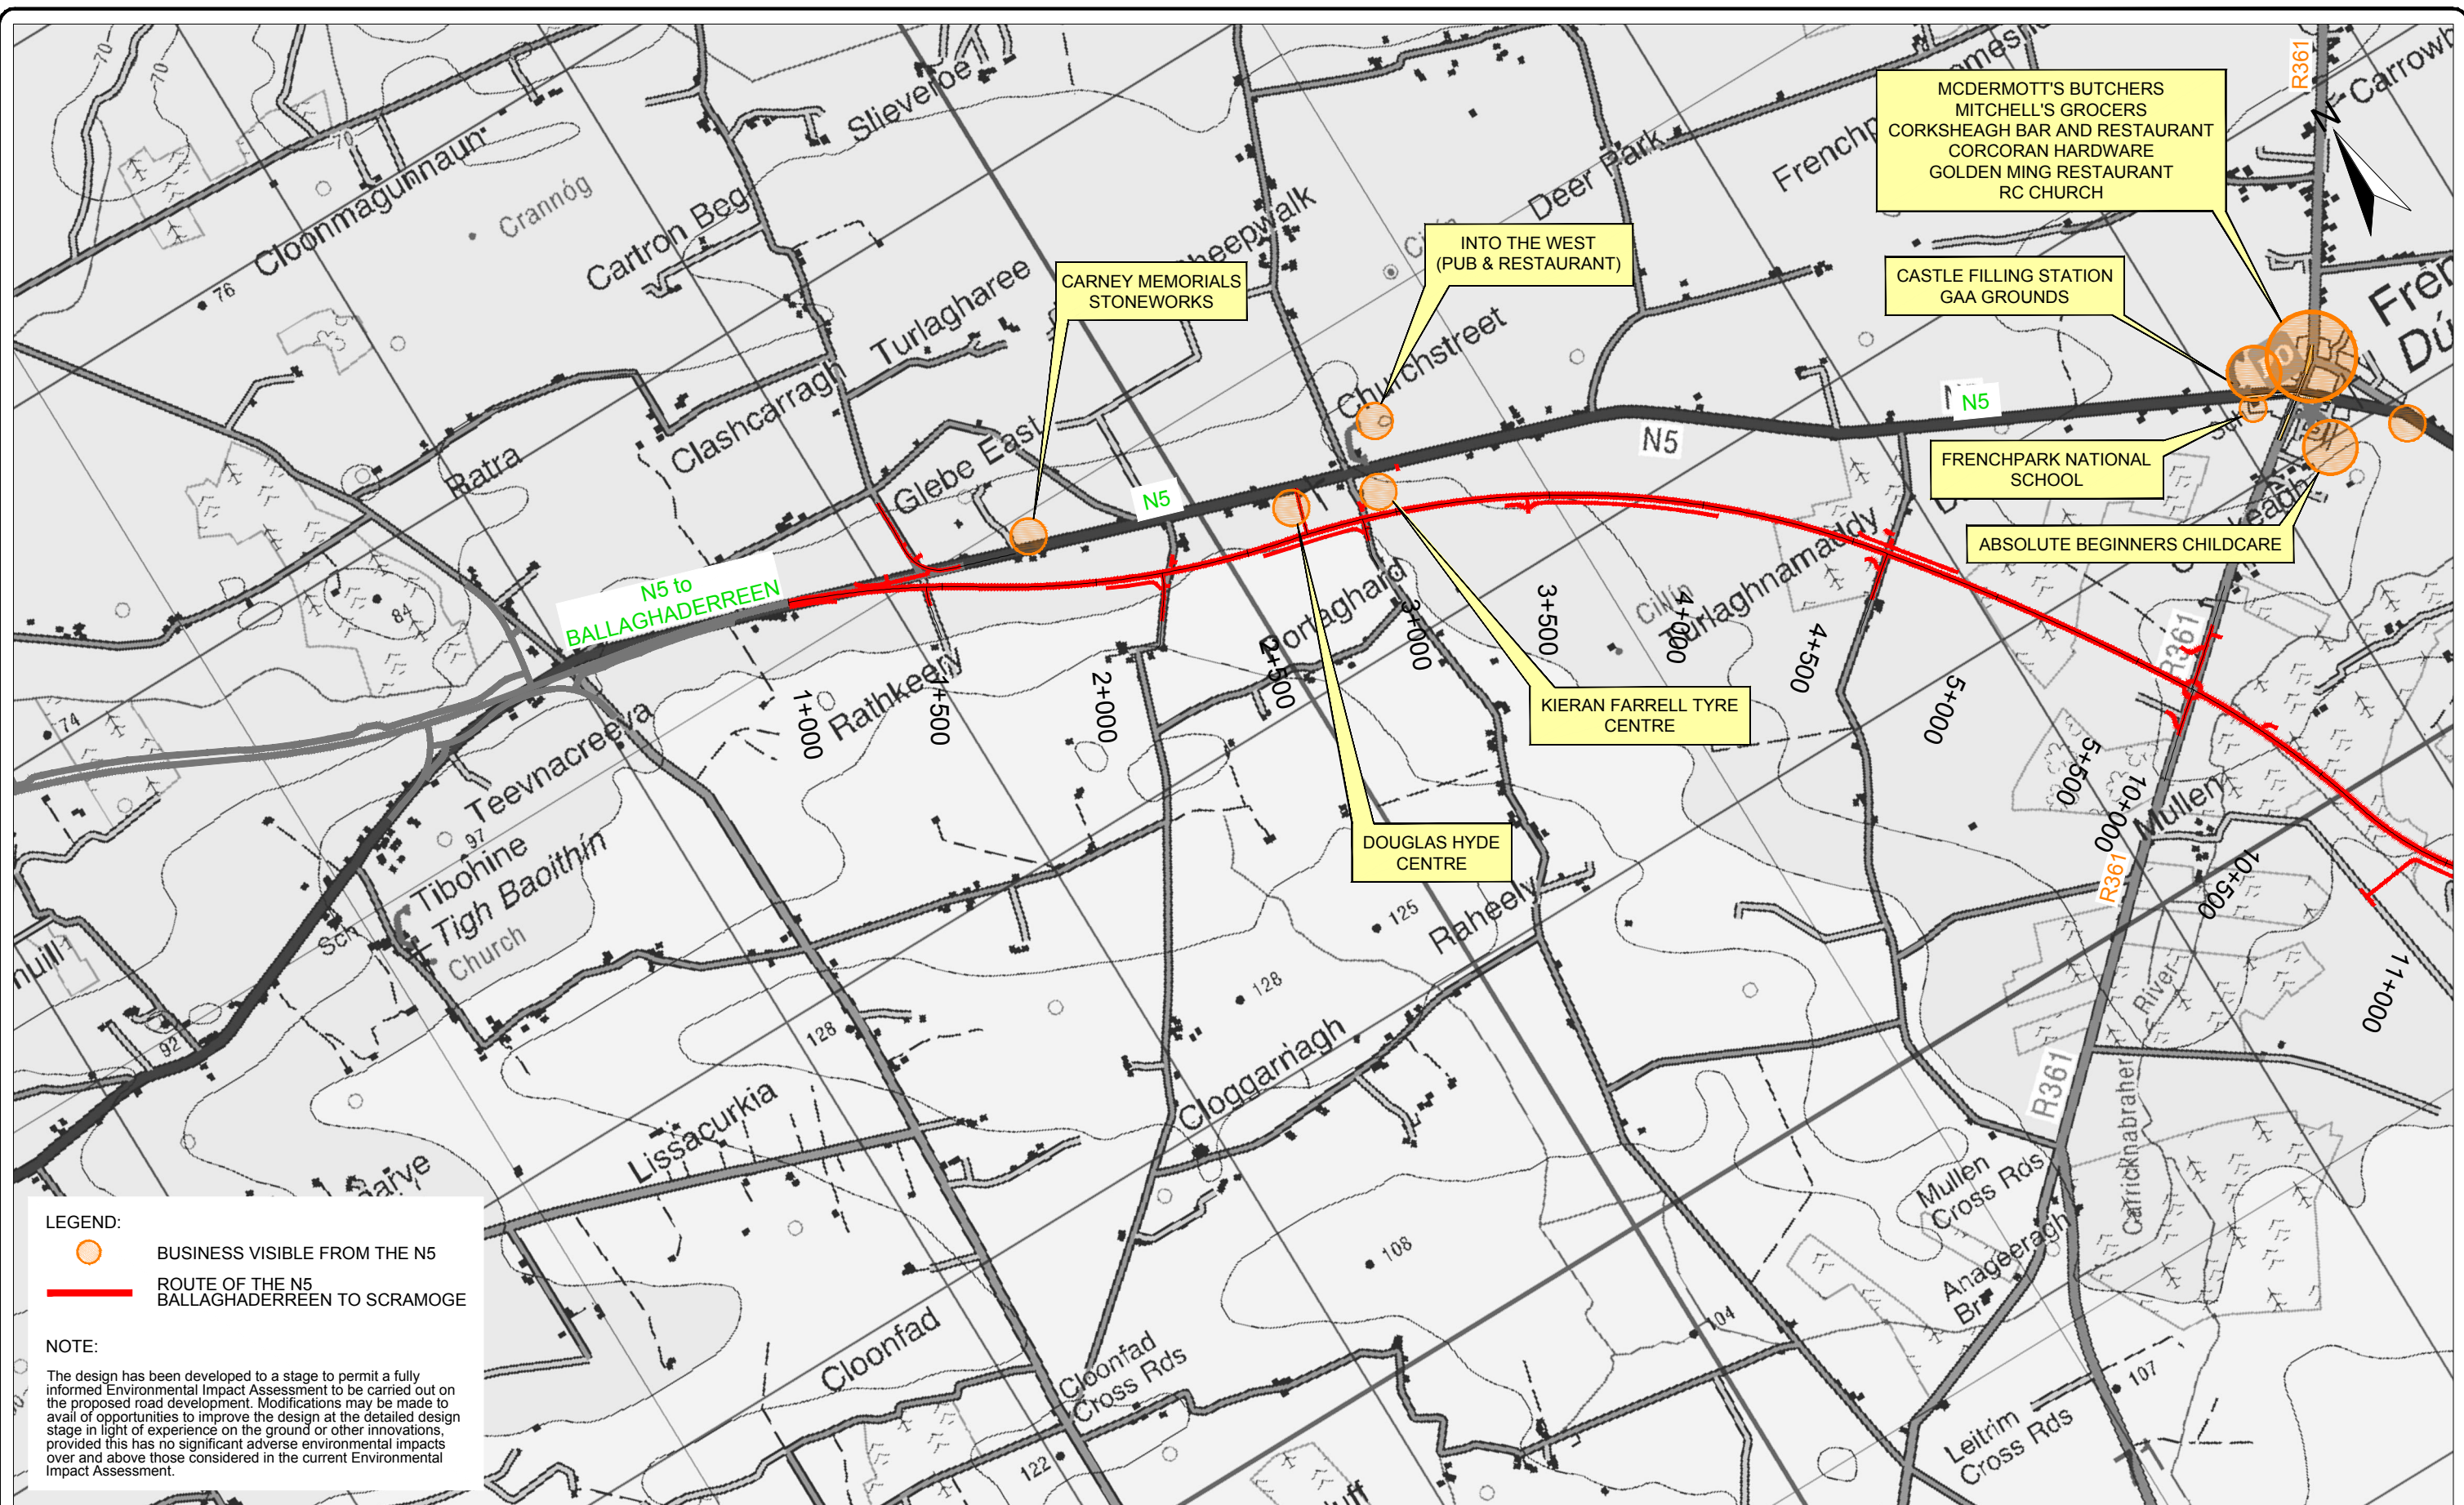 70
70
70
76
Cloonmagunnaun
Crannóg
Cartron Beg
Slieveroe
Turlagharee
Clashcarragh
Ratra
Glebe East
CARNEY MEMORIALS
STONEWORKS
INTO THE WEST
(PUB & RESTAURANT)
Churchstreet
Deer Park
R361
N
MCDERMOTT'S BUTCHERS
MITCHELL'S GROCERS
CORKSHEAGH BAR AND RESTAURANT
CORCORAN HARDWARE
GOLDEN MING RESTAURANT
RC CHURCH
CASTLE FILLING STATION
GAA GROUNDS
PO
FRENCHPARK NATIONAL
SCHOOL
ABSOLUTE BEGINNERS CHILDCARE
N5
N5
N5
N5 to
BALLAGHADERREEN
84
74
Rathkeery
Portaghard
Cillín
Turlaghnamaddy
1+000
1+500
2+000
2+500
3+000
3+500
4+000
4+500
5+000
5+500
10+000
10+500
11+000
KIERAN FARRELL TYRE
CENTRE
DOUGLAS HYDE
CENTRE
R361
Mullen
R361
R361
Teevnacreeva
97
Tibohine
Tigh Baoithín
Church
Sch
92
128
128
125
Raheely
Cloggarnagh
Lissacurkia
River
Carricknabraher
Mullen
Cross Rds
Anageeragh
Br
108
104
107
Cloonfad
Cloonfad
Cross Rds
122
Leitrim
Cross Rds
LEGEND:
BUSINESS VISIBLE FROM THE N5
ROUTE OF THE N5
BALLAGHADERREEN TO SCRAMOGE
NOTE:
The design has been developed to a stage to permit a fully
informed Environmental Impact Assessment to be carried out on
the proposed road development. Modifications may be made to
avail of opportunities to improve the design at the detailed design
stage in light of experience on the ground or other innovations,
provided this has no significant adverse environmental impacts
over and above those considered in the current Environmental
Impact Assessment.